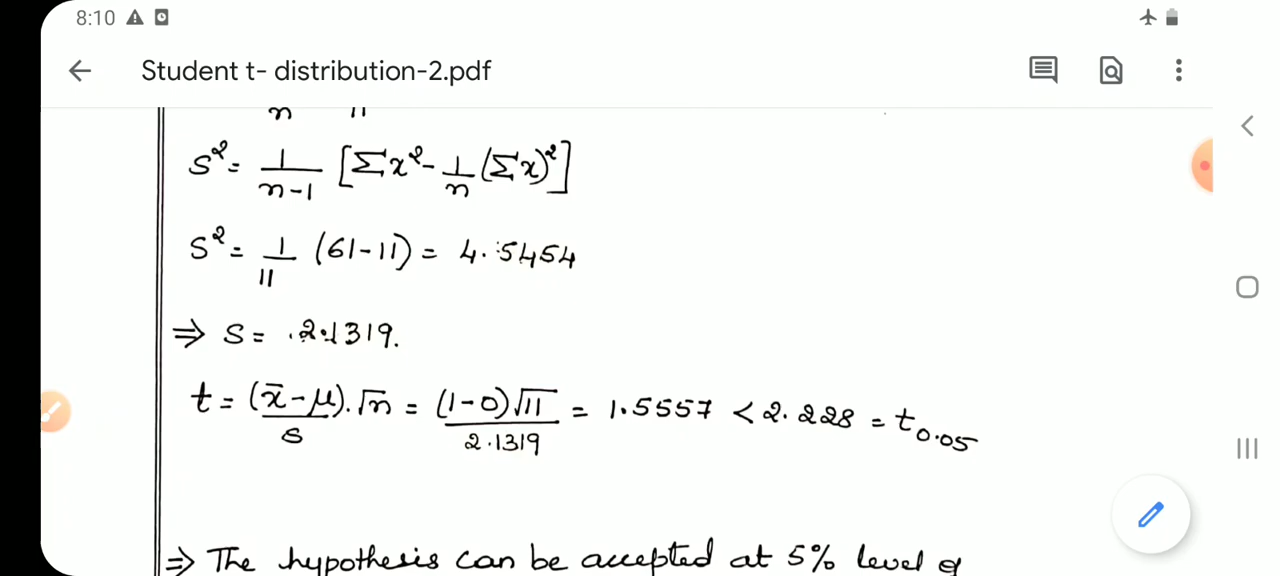 8:10
Student t- distribution-2.pdf
n 11
S² = 1/(n-1) [Σx² - 1/n (Σx)²]
S² = 1/11 (61-11) = 4.5454
⇒ S = .2.1319.
t = (x̄-μ).√n / s = (1-0)√11 / 2.1319 = 1.5557 < 2.228 = t0.05
⇒ The hypothesis can be accepted at 5% level of